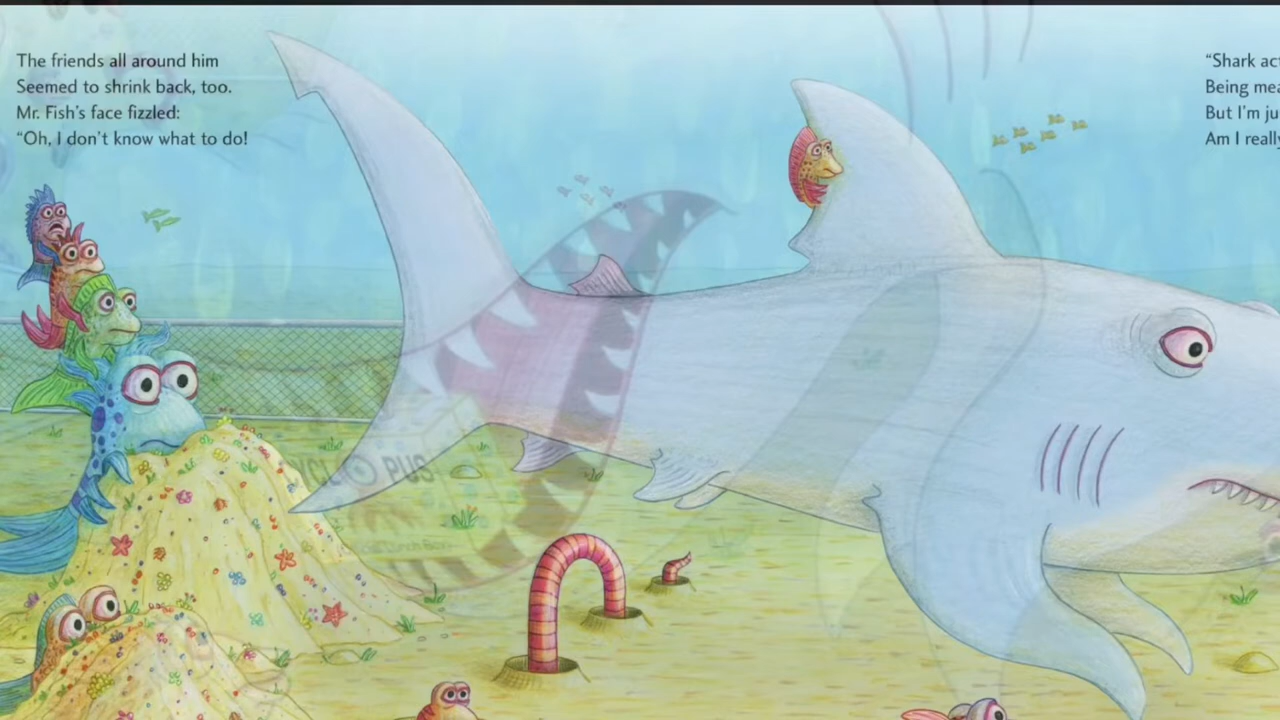 The friends all around him
Seemed to shrink back, too.
Mr. Fish's face fizzled:
"Oh, I don't know what to do!
"Shark
Being
But I'm
Am I